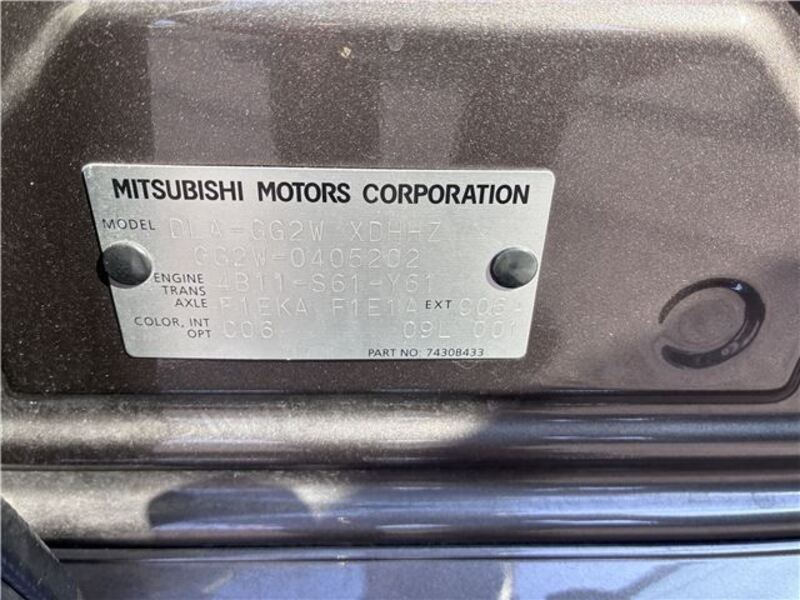 MITSUBISHI MOTORS CORPORATION
MODEL DLA-GG2W XDHHZ
GG2W-0405202
ENGINE 4B11-S61-Y61
TRANS
AXLE F1EKA F1E1A EXT
COLOR, INT C06 09L 001
OPT
PART NO: 7430B433